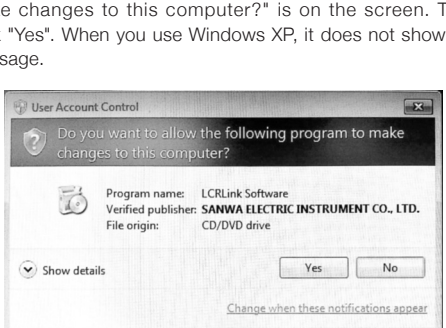 e changes to this computer?" is on the screen. T
"Yes". When you use Windows XP, it does not show
sage.
User Account Control
Do you want to allow the following program to make
changes to this computer?
Program name: LCRLink Software
Verified publisher: SANWA ELECTRIC INSTRUMENT CO., LTD.
File origin: CD/DVD drive
Show details
Yes No
Change when these notifications appear